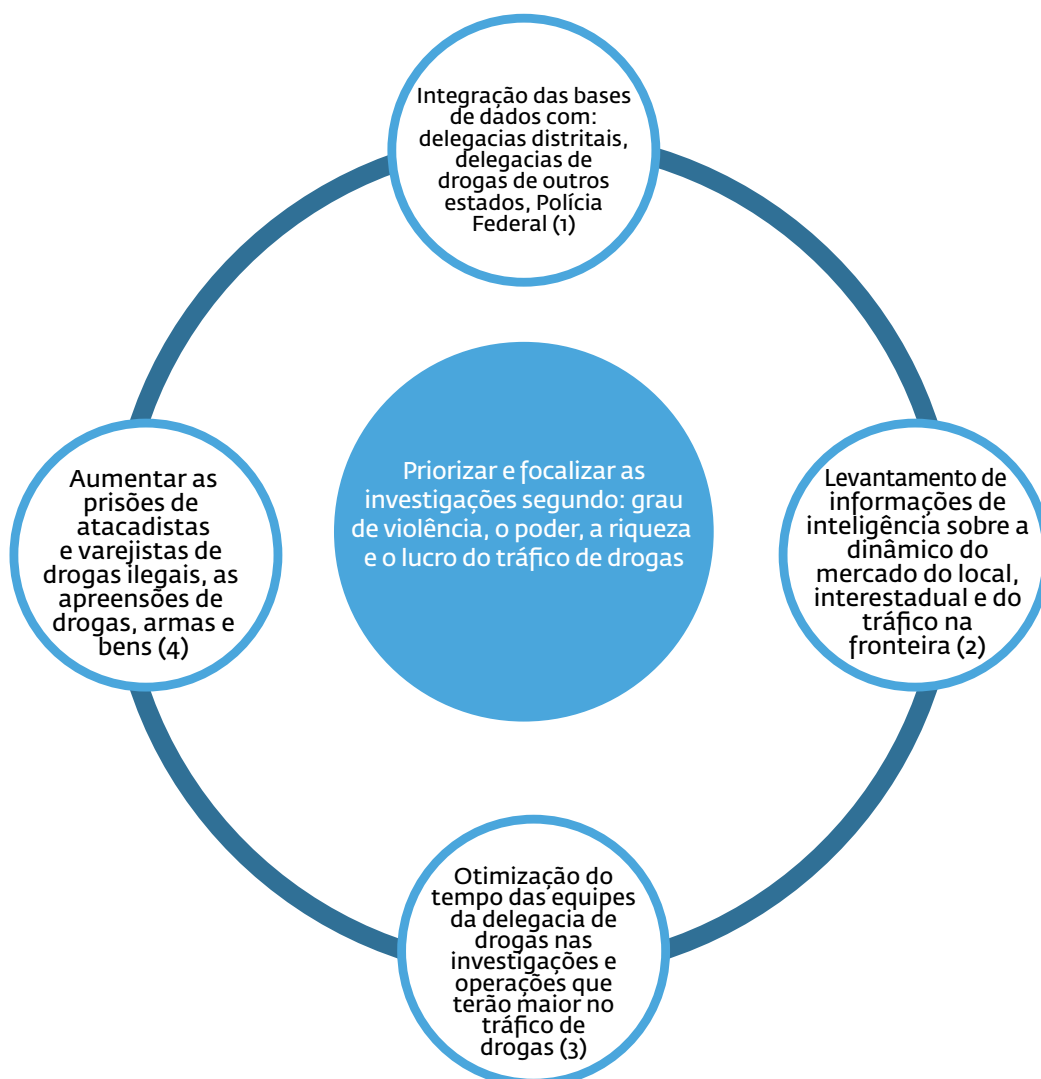 Integração das bases
de dados com:
delegacias distritais,
delegacias de
drogas de outros
estados, Polícia
Federal (1)
Priorizar e focalizar as
investigações segundo: grau
de violência, o poder, a riqueza
e o lucro do tráfico de drogas
Levantamento de
informações de
inteligência sobre a
dinâmico do
mercado do local,
interestadual e do
tráfico na
fronteira (2)
Otimização do
tempo das equipes
da delegacia de
drogas nas
investigações e
operações que
terão maior no
tráfico de
drogas (3)
Aumentar as
prisões de
atacadistas
e varejistas de
drogas ilegais, as
apreensões de
drogas, armas e
bens (4)